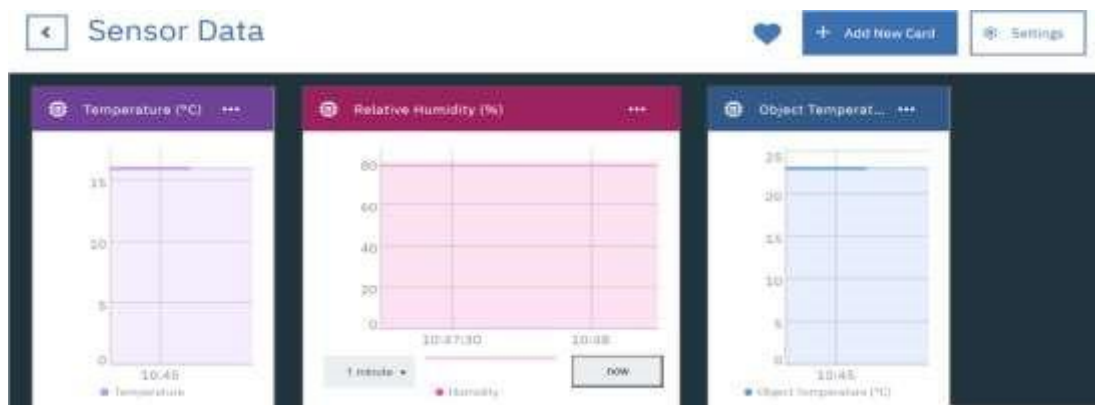 Sensor Data
+ Add New Card
Settings
Temperature (°C) •••
Relative Humidity (%) •••
Object Temperat... •••
15
10
5
0
10:45
Temperature
80
60
40
20
0
10:47:30
10:48
1 minute
now
Humidity
25
20
15
10
5
0
10:45
Object Temperature (°C)